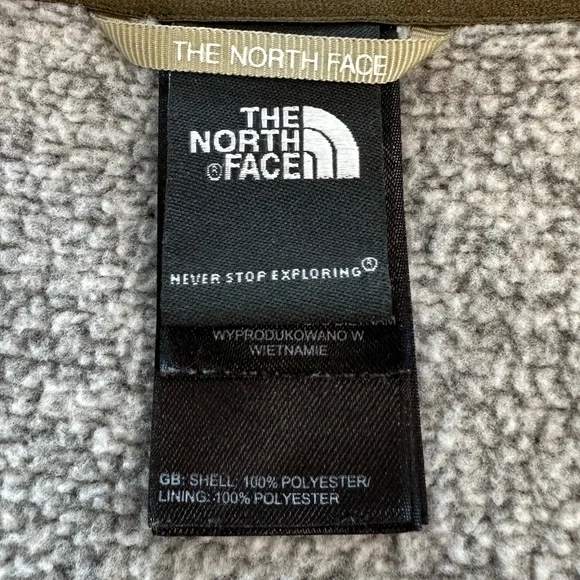 THE NORTH FACE
THE
NORTH
® FACE
NEVER STOP EXPLORING®
WYPRODUKOWANO W
WIETNAMIE
GB: SHELL: 100% POLYESTER/
LINING: 100% POLYESTER